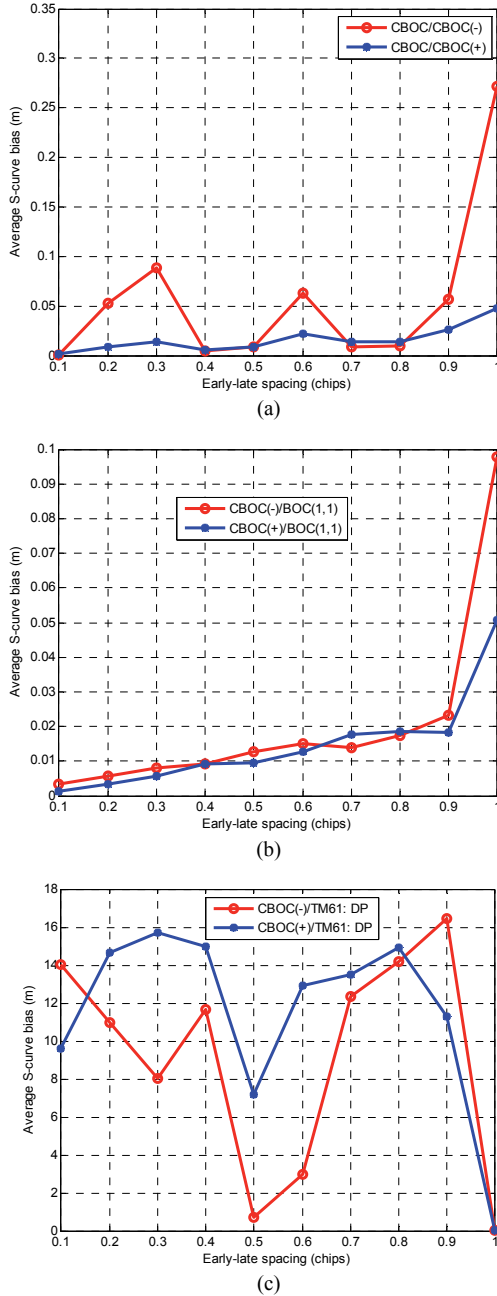 0.35
0.3
0.25
0.2
0.15
0.1
0.05
0
Average S-curve bias (m)
CBOC/CBOC(-)
CBOC/CBOC(+)
0.1 0.2 0.3 0.4 0.5 0.6 0.7 0.8 0.9 1
Early-late spacing (chips)
(a)
0.1
0.09
0.08
0.07
0.06
0.05
0.04
0.03
0.02
0.01
0
Average S-curve bias (m)
CBOC(-)/BOC(1,1)
CBOC(+)/BOC(1,1)
0.1 0.2 0.3 0.4 0.5 0.6 0.7 0.8 0.9 1
Early-late spacing (chips)
(b)
18
16
14
12
10
8
6
4
2
0
Average S-curve bias (m)
CBOC(-)/TM61: DP
CBOC(+)/TM61: DP
0.1 0.2 0.3 0.4 0.5 0.6 0.7 0.8 0.9 1
Early-late spacing (chips)
(c)